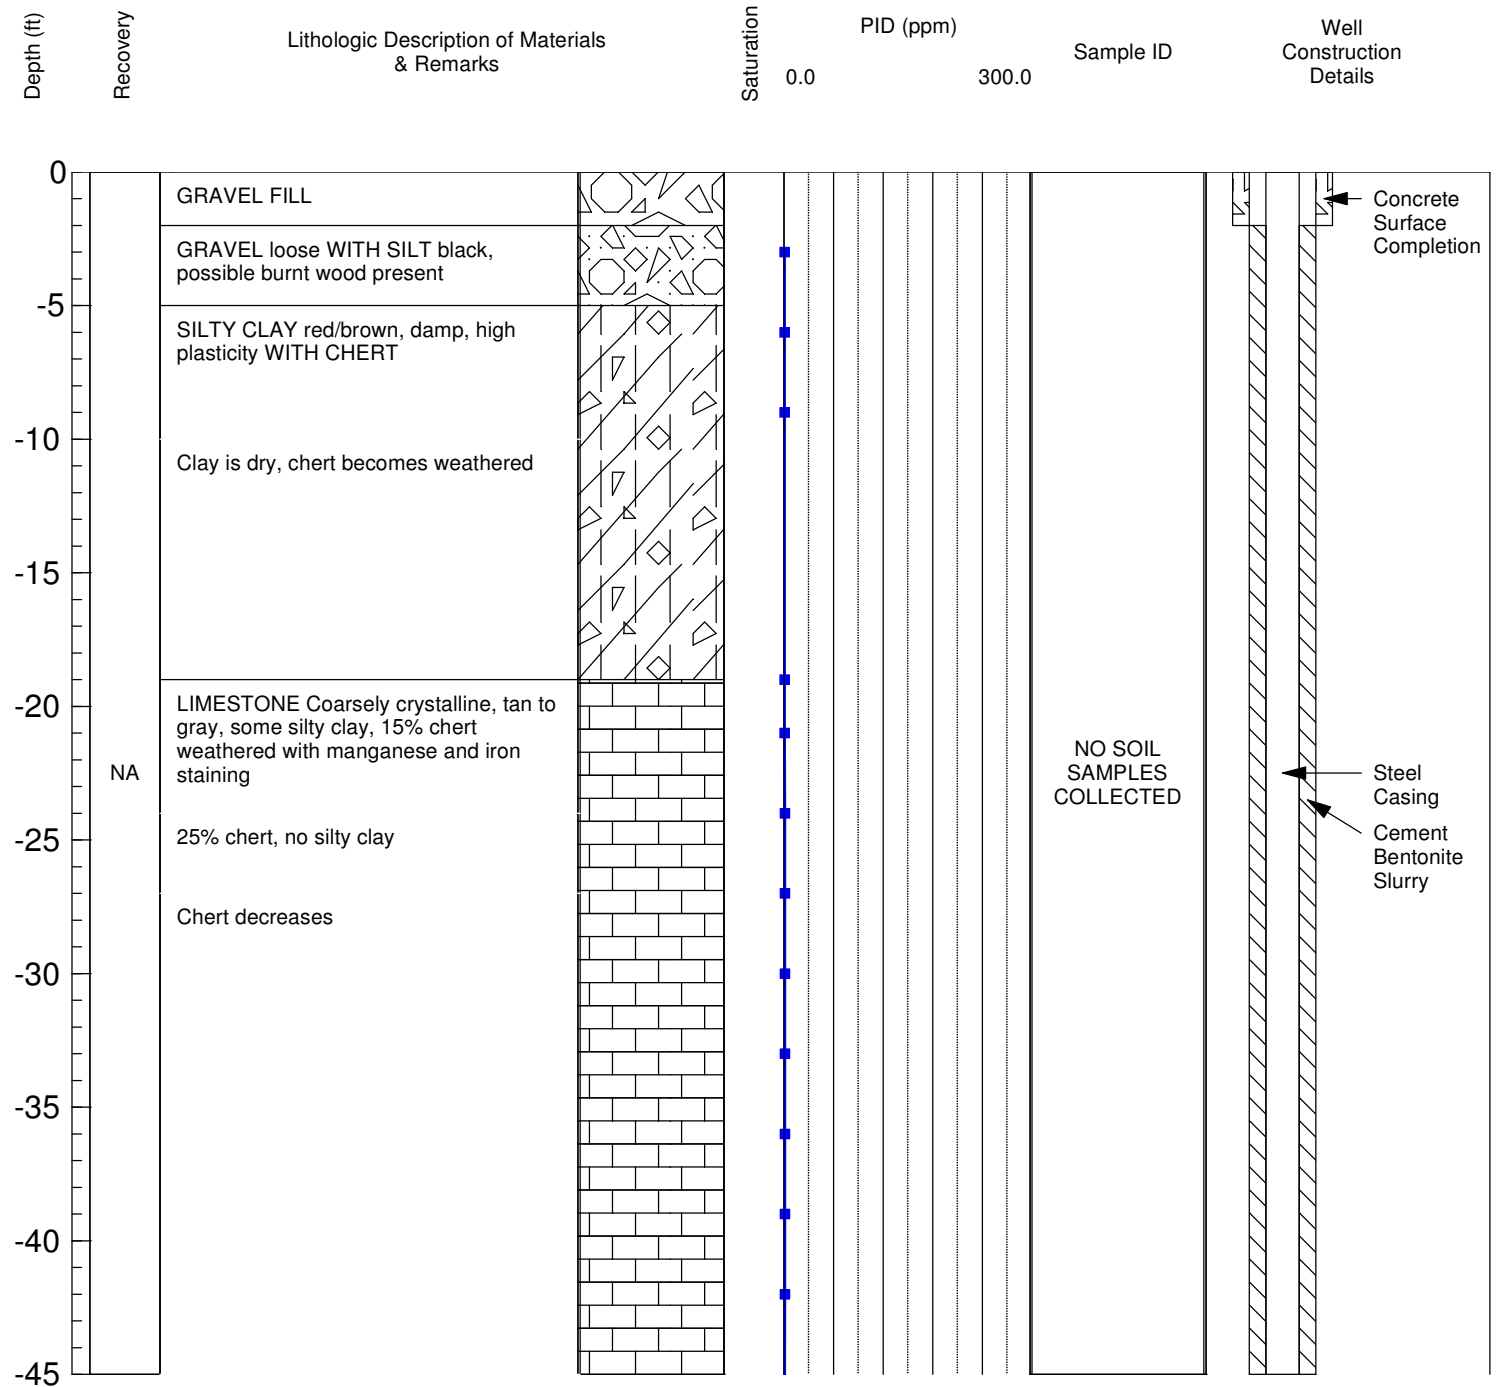 Depth (ft)
Recovery
Lithologic Description of Materials
& Remarks
Saturation
PID (ppm)
0.0
300.0
Sample ID
Well
Construction
Details
0
GRAVEL FILL
Concrete
Surface
Completion
GRAVEL loose WITH SILT black,
possible burnt wood present
-5
SILTY CLAY red/brown, damp, high
plasticity WITH CHERT
-10
Clay is dry, chert becomes weathered
-15
-20
LIMESTONE Coarsely crystalline, tan to
gray, some silty clay, 15% chert
weathered with manganese and iron
staining
NA
NO SOIL
SAMPLES
COLLECTED
Steel
Casing
-25
25% chert, no silty clay
Cement
Bentonite
Slurry
Chert decreases
-30
-35
-40
-45